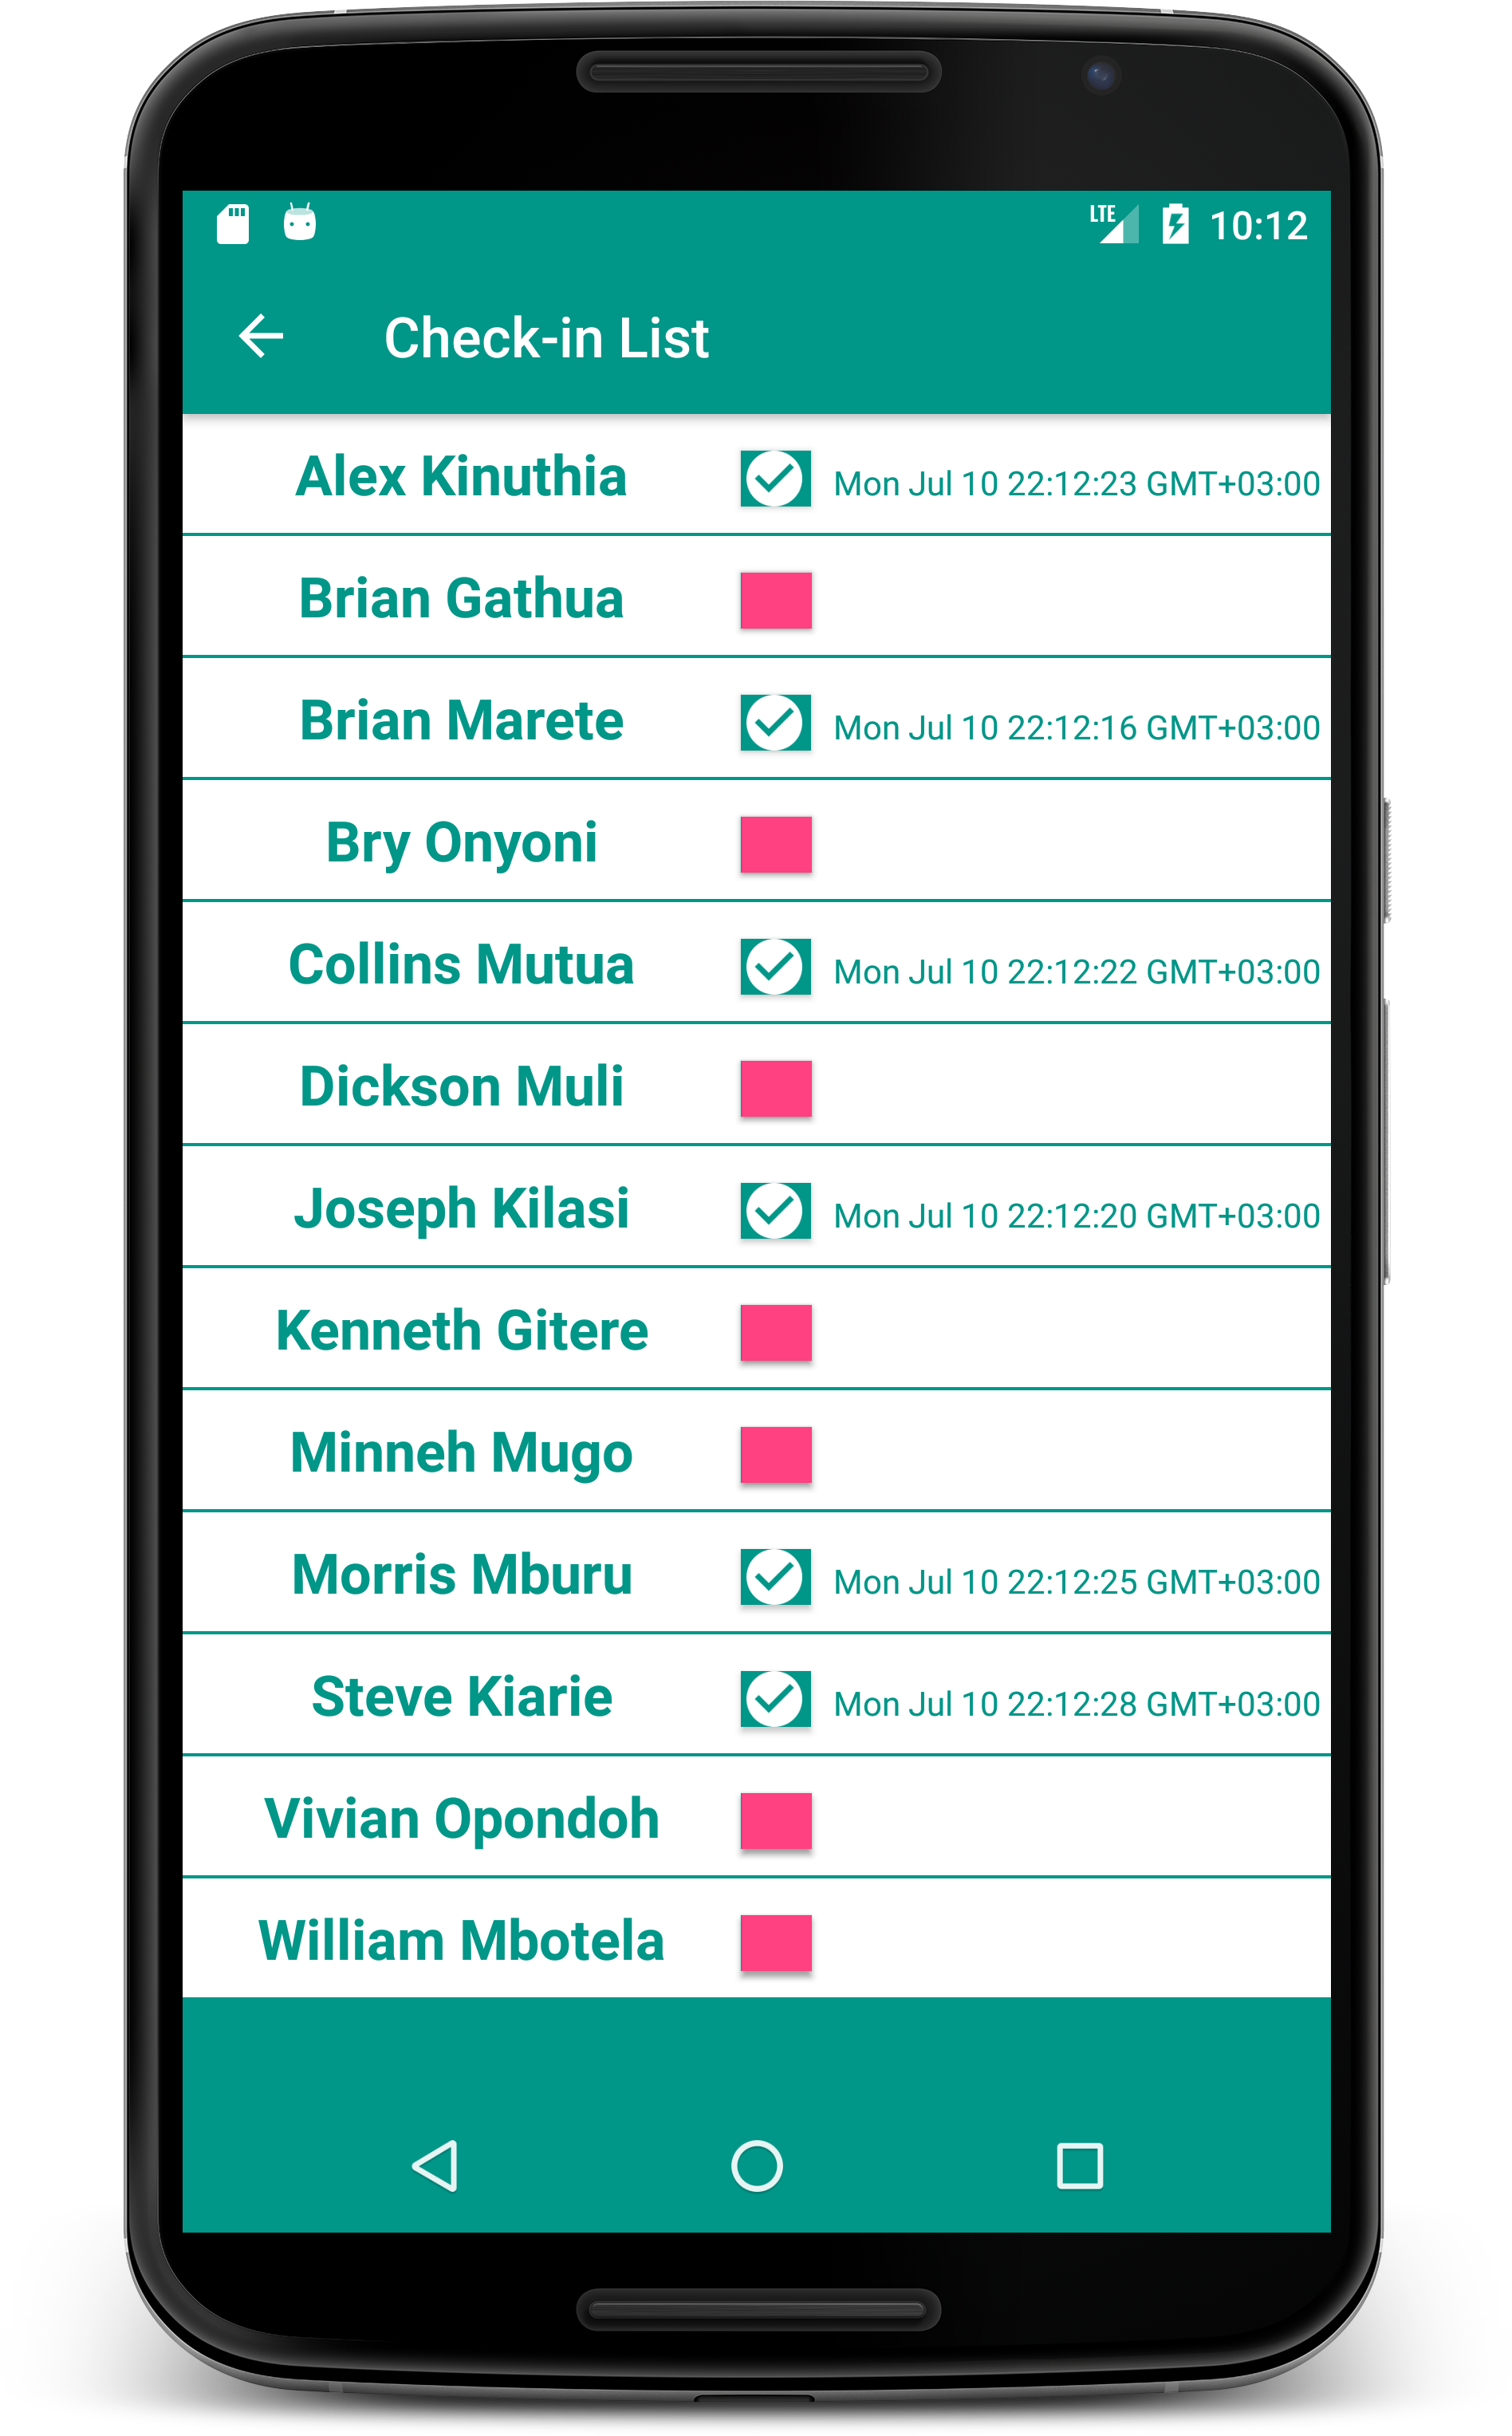 LTE 10:12
Check-in List
Alex Kinuthia Mon Jul 10 22:12:23 GMT+03:00
Brian Gathua
Brian Marete Mon Jul 10 22:12:16 GMT+03:00
Bry Onyoni
Collins Mutua Mon Jul 10 22:12:22 GMT+03:00
Dickson Muli
Joseph Kilasi Mon Jul 10 22:12:20 GMT+03:00
Kenneth Gitere
Minneh Mugo
Morris Mburu Mon Jul 10 22:12:25 GMT+03:00
Steve Kiarie Mon Jul 10 22:12:28 GMT+03:00
Vivian Opondoh
William Mbotela